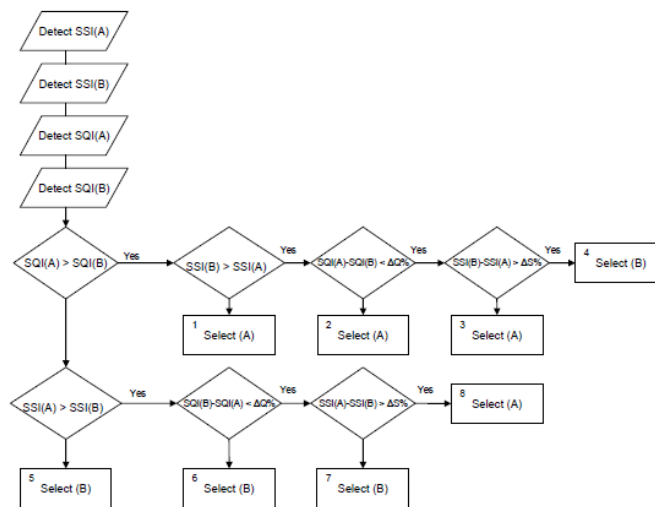 Detect SSI(A)
Detect SSI(B)
Detect SQI(A)
Detect SQI(B)
SQI(A) > SQI(B)
Yes
SSI(B) > SSI(A)
Yes
SQI(A)-SQI(B) < ΔQ%
Yes
SSI(B)-SSI(A) > ΔS%
Yes
4
Select (B)
1
Select (A)
2
Select (A)
3
Select (A)
SSI(A) > SSI(B)
Yes
SQI(B)-SQI(A) < ΔQ%
Yes
SSI(A)-SSI(B) > ΔS%
Yes
8
Select (A)
5
Select (B)
6
Select (B)
7
Select (B)